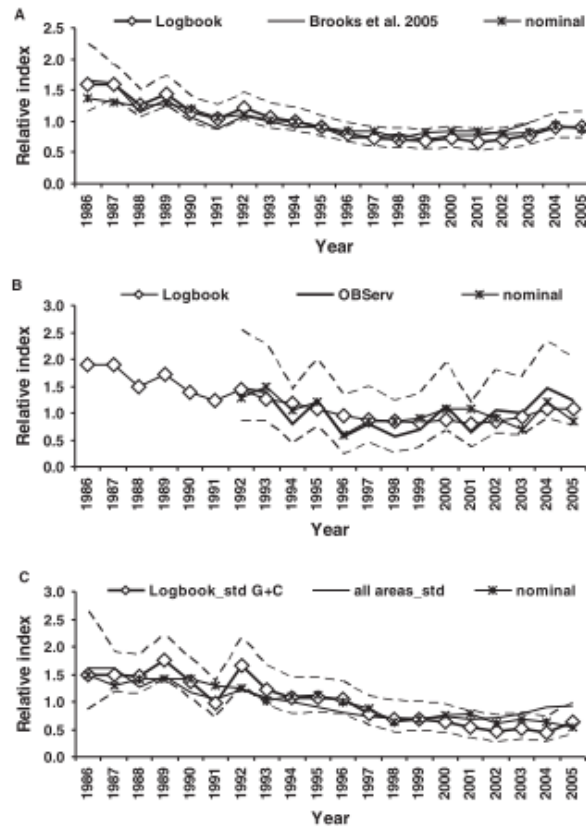 A
Logbook Brooks et al. 2005 nominal
Relative index
2.5
2.0
1.5
1.0
0.5
0.0
1986 1987 1988 1989 1990 1991 1992 1993 1994 1995 1996 1997 1998 1999 2000 2001 2002 2003 2004 2005
Year
B
Logbook OBServ nominal
Relative index
3.0
2.5
2.0
1.5
1.0
0.5
0.0
1986 1987 1988 1989 1990 1991 1992 1993 1994 1995 1996 1997 1998 1999 2000 2001 2002 2003 2004 2005
Year
C
Logbook_std G+C all areas_std nominal
Relative index
3.0
2.5
2.0
1.5
1.0
0.5
0.0
1986 1987 1988 1989 1990 1991 1992 1993 1994 1995 1996 1997 1998 1999 2000 2001 2002 2003 2004 2005
Year